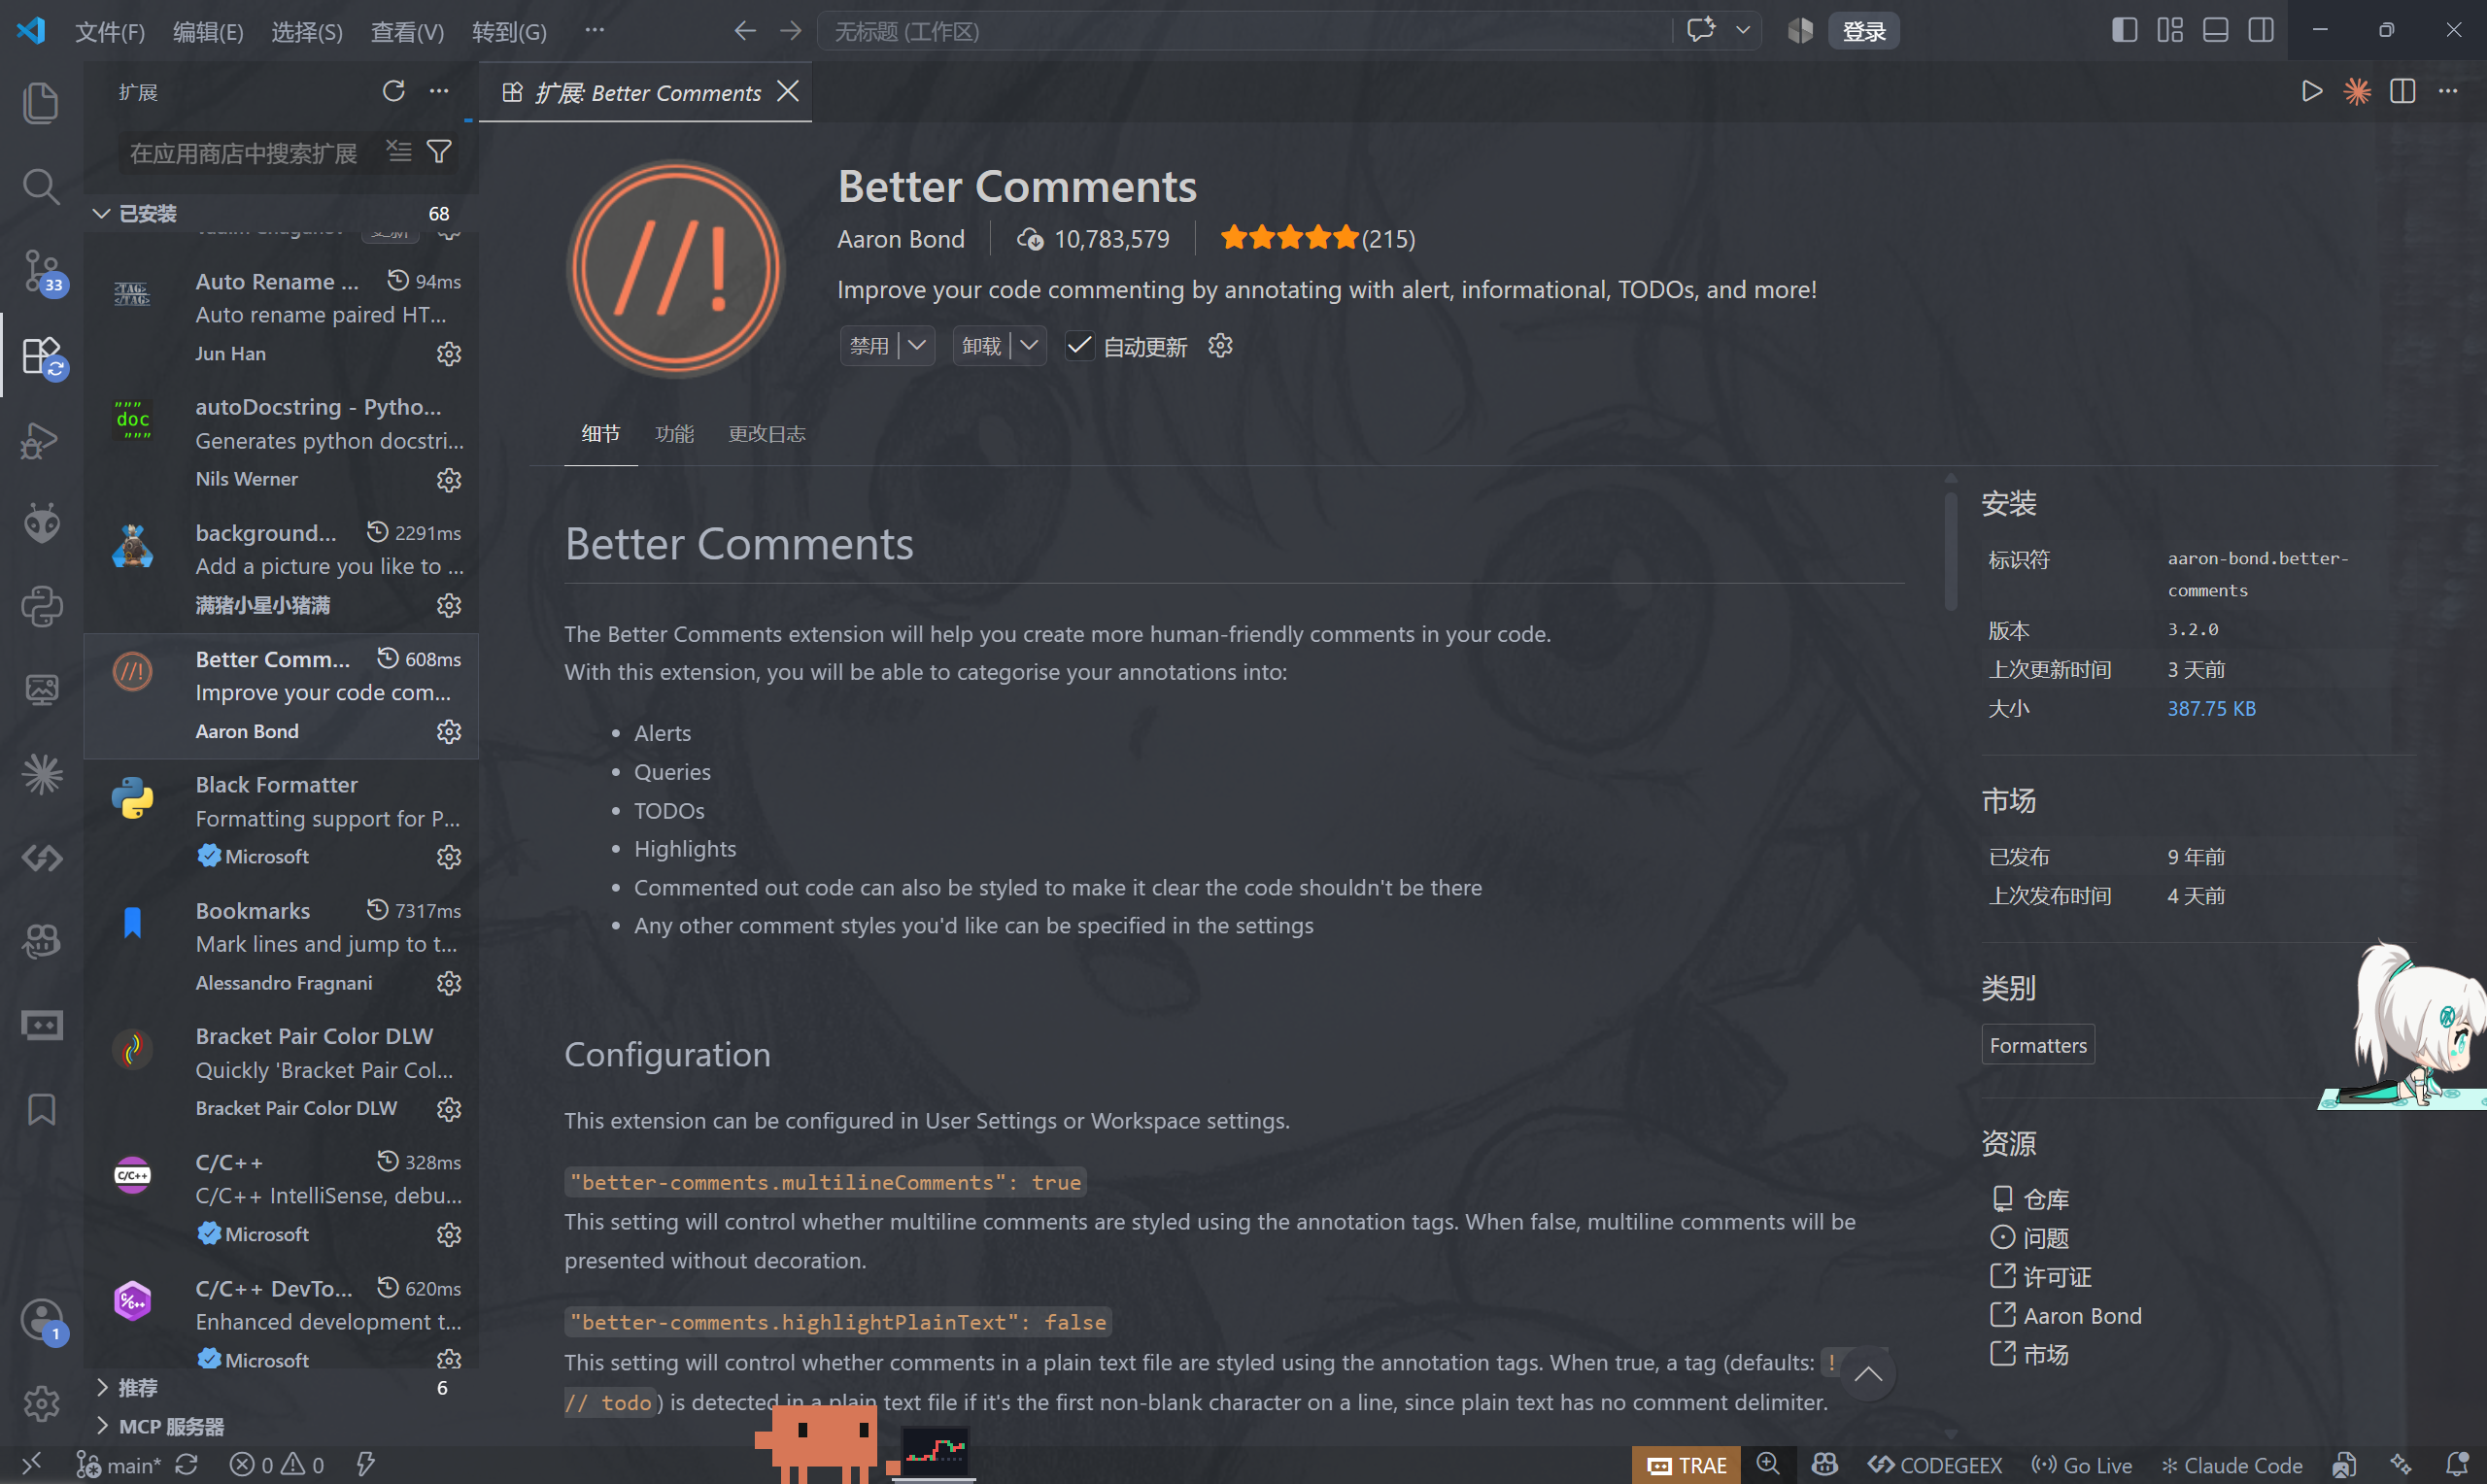 文件(F) 编辑(E) 选择(S) 查看(V) 转到(G) ···
无标题 (工作区)
登录
扩展
扩展: Better Comments
在应用商店中搜索扩展
已安装 68
Auto Rename ... 94ms
Auto rename paired HT...
Jun Han
autoDocstring - Pytho...
Generates python docstri...
Nils Werner
background... 2291ms
Add a picture you like to ...
满猪小星小猪满
Better Comm... 608ms
Improve your code com...
Aaron Bond
Black Formatter
Formatting support for P...
Microsoft
Bookmarks 7317ms
Mark lines and jump to t...
Alessandro Fragnani
Bracket Pair Color DLW
Quickly 'Bracket Pair Col...
Bracket Pair Color DLW
C/C++ 328ms
C/C++ IntelliSense, debu...
Microsoft
C/C++ DevTo... 620ms
Enhanced development t...
Microsoft
推荐 6
MCP 服务器
33
1
//!
Better Comments
Aaron Bond 10,783,579 (215)
Improve your code commenting by annotating with alert, informational, TODOs, and more!
禁用 卸载 自动更新
细节 功能 更改日志
Better Comments
The Better Comments extension will help you create more human-friendly comments in your code.
With this extension, you will be able to categorise your annotations into:
• Alerts
• Queries
• TODOs
• Highlights
• Commented out code can also be styled to make it clear the code shouldn't be there
• Any other comment styles you'd like can be specified in the settings
Configuration
This extension can be configured in User Settings or Workspace settings.
"better-comments.multilineComments": true
This setting will control whether multiline comments are styled using the annotation tags. When false, multiline comments will be
presented without decoration.
"better-comments.highlightPlainText": false
This setting will control whether comments in a plain text file are styled using the annotation tags. When true, a tag (defaults: !
// todo) is detected in a plain text file if it's the first non-blank character on a line, since plain text has no comment delimiter.
安装
标识符 aaron-bond.better-
comments
版本 3.2.0
上次更新时间 3 天前
大小 387.75 KB
市场
已发布 9 年前
上次发布时间 4 天前
类别
Formatters
资源
仓库
问题
许可证
Aaron Bond
市场
main* 0 0
TRAE CODEGEEX Go Live Claude Code